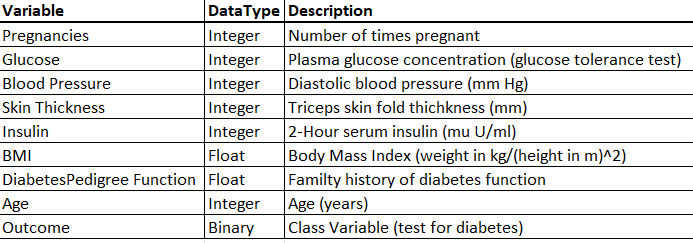 Variable DataType Description
Pregnancies Integer Number of times pregnant
Glucose Integer Plasma glucose concentration (glucose tolerance test)
Blood Pressure Integer Diastolic blood pressure (mm Hg)
Skin Thickness Integer Triceps skin fold thichkness (mm)
Insulin Integer 2-Hour serum insulin (mu U/ml)
BMI Float Body Mass Index (weight in kg/(height in m)^2)
DiabetesPedigree Function Float Familty history of diabetes function
Age Integer Age (years)
Outcome Binary Class Variable (test for diabetes)